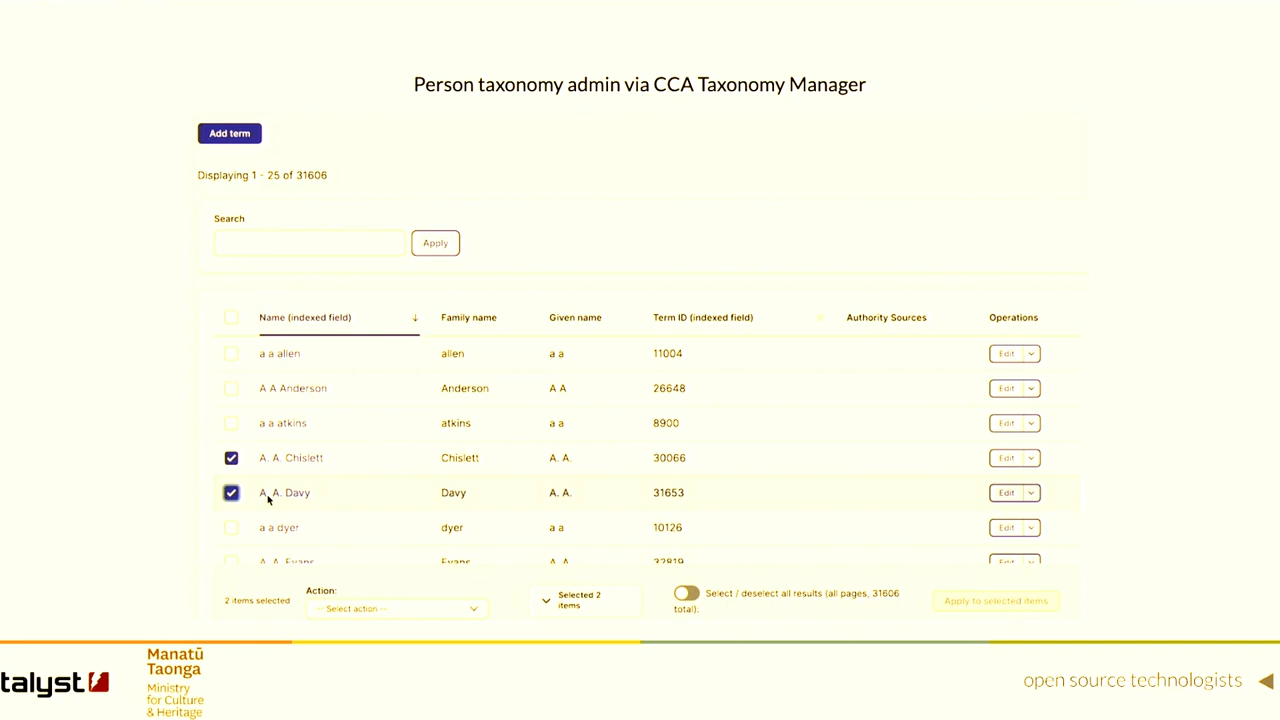 Person taxonomy admin via CCA Taxonomy Manager
Add term
Displaying 1 - 25 of 31606
Search
Apply
Name (indexed field) ↓ Family name Given name Term ID (indexed field) Authority Sources Operations
a a allen allen a a 11004 Edit
A A Anderson Anderson A A 26648 Edit
a a atkins atkins a a 8900 Edit
A. A. Chislett Chislett A. A. 30066 Edit
A. A. Davy Davy A. A. 31653 Edit
a a dyer dyer a a 10126 Edit
A. A. Evans Evans A. A. 32819 Edit
2 items selected
Action:
-- Select action --
Selected 2
items
Select / deselect all results (all pages, 31606
total).
Apply to selected items
talyst
Manatū
Taonga
Ministry
for Culture
& Heritage
open source technologists